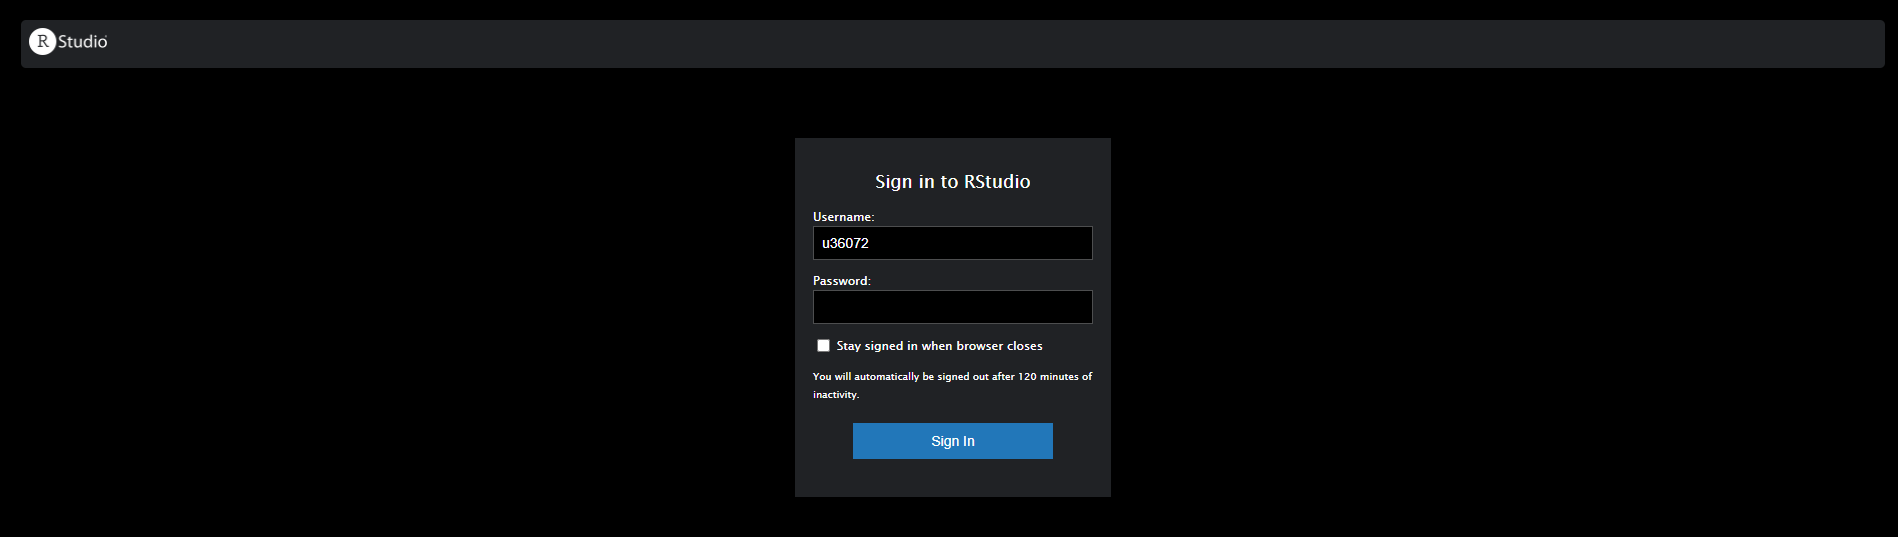 R Studio
Sign in to RStudio
Username:
u36072
Password:
Stay signed in when browser closes
You will automatically be signed out after 120 minutes of
inactivity.
Sign In